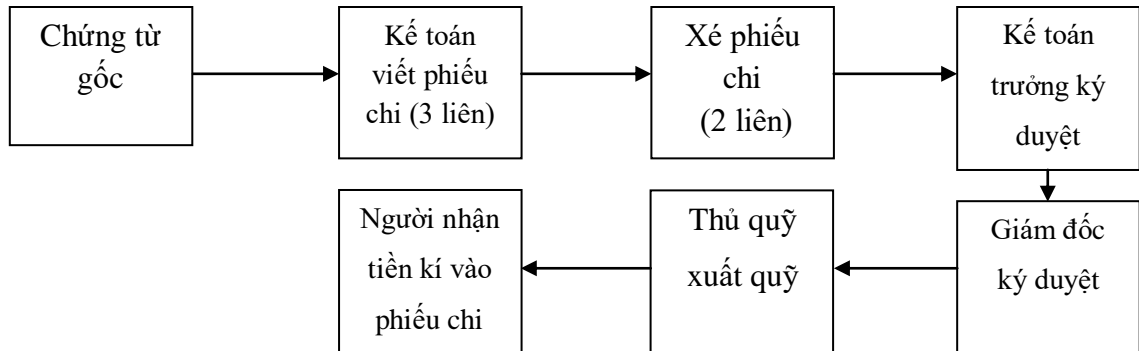 Chứng từ
gốc
Kế toán
viết phiếu
chi (3 liên)
Xé phiếu
chi
(2 liên)
Kế toán
trưởng ký
duyệt
Người nhận
tiền kí vào
phiếu chi
Thủ quỹ
xuất quỹ
Giám đốc
ký duyệt